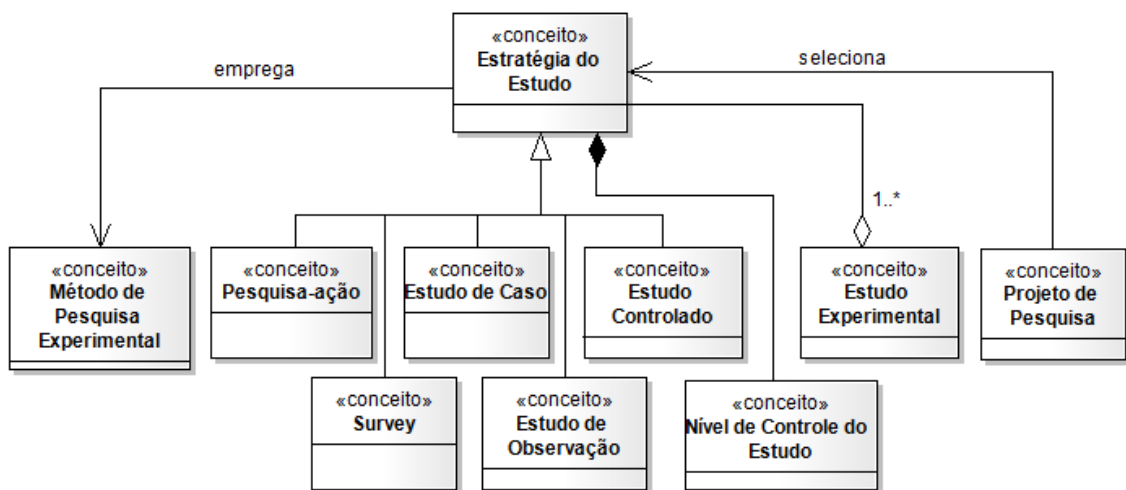 «conceito»
Estratégia do
Estudo
emprega
seleciona
1..*
«conceito»
Método de
Pesquisa
Experimental
«conceito»
Pesquisa-ação
«conceito»
Estudo de Caso
«conceito»
Estudo
Controlado
«conceito»
Estudo
Experimental
«conceito»
Projeto de
Pesquisa
«conceito»
Survey
«conceito»
Estudo de
Observação
«conceito»
Nível de Controle do
Estudo